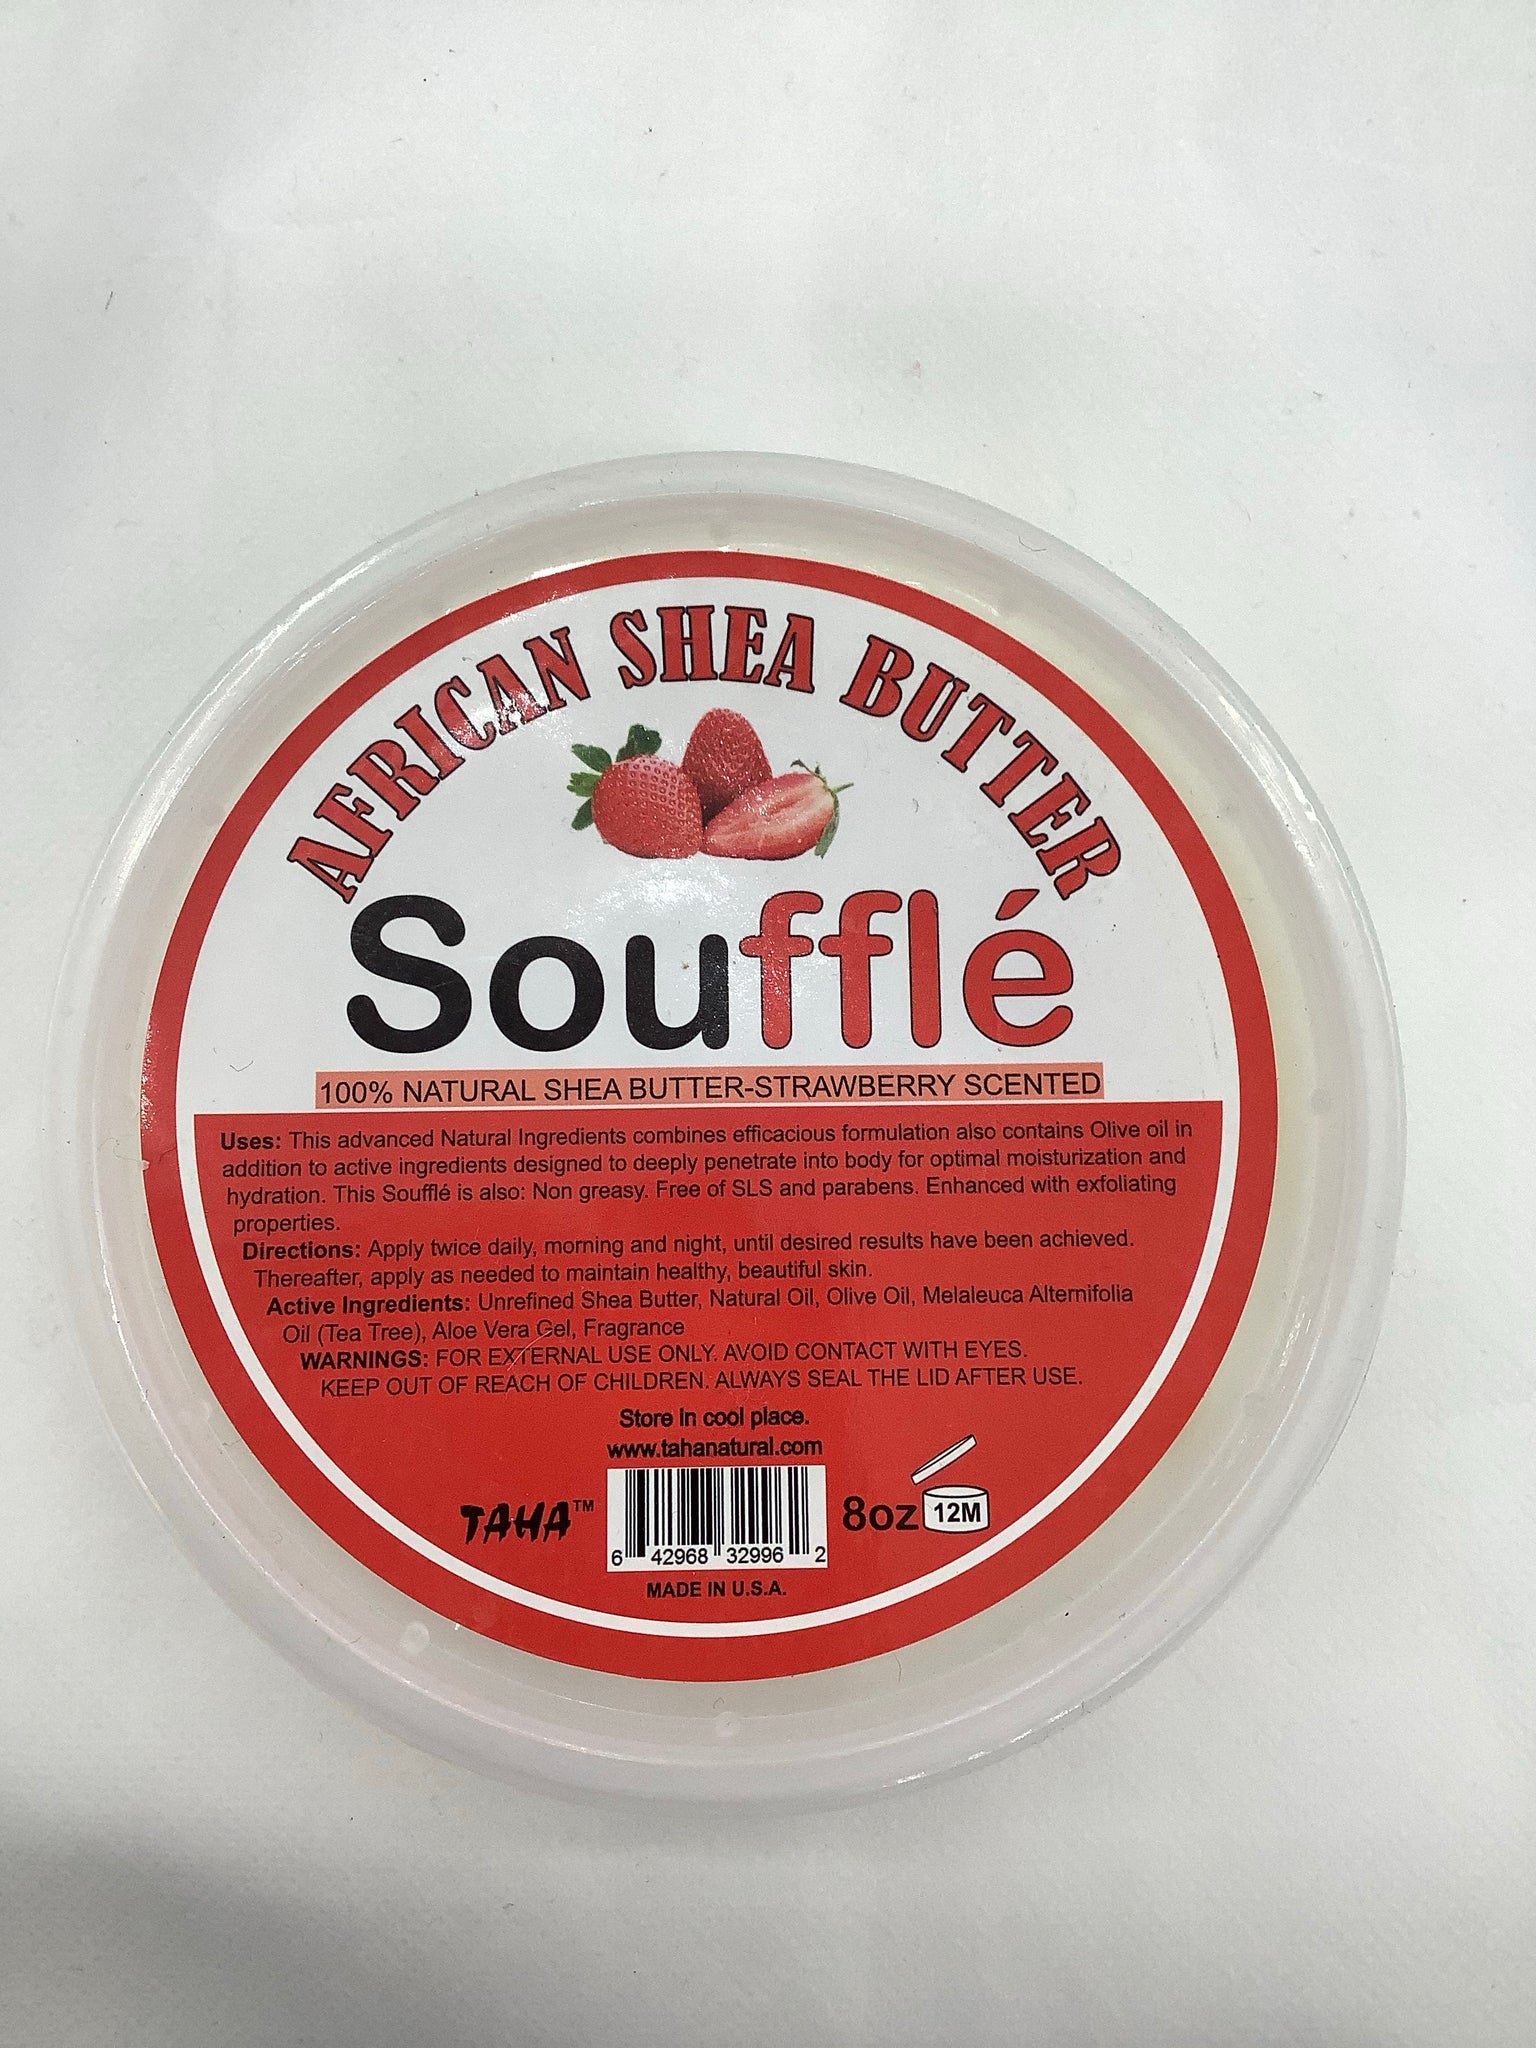 AFRICAN SHEA BUTTER
Soufflé
100% NATURAL SHEA BUTTER-STRAWBERRY SCENTED
Uses: This advanced Natural Ingredients combines efficacious formulation also contains Olive oil in
addition to active ingredients designed to deeply penetrate into body for optimal moisturization and
hydration. This Soufflé is also: Non greasy. Free of SLS and parabens. Enhanced with exfoliating
properties.
Directions: Apply twice daily, morning and night, until desired results have been achieved.
Thereafter, apply as needed to maintain healthy, beautiful skin.
Active Ingredients: Unrefined Shea Butter, Natural Oil, Olive Oil, Melaleuca Alternifolia
Oil (Tea Tree), Aloe Vera Gel, Fragrance
WARNINGS: FOR EXTERNAL USE ONLY. AVOID CONTACT WITH EYES.
KEEP OUT OF REACH OF CHILDREN. ALWAYS SEAL THE LID AFTER USE.
Store in cool place.
www.tahanatural.com
TAHA™
8oz 12M
6 42968 32996 2
MADE IN U.S.A.